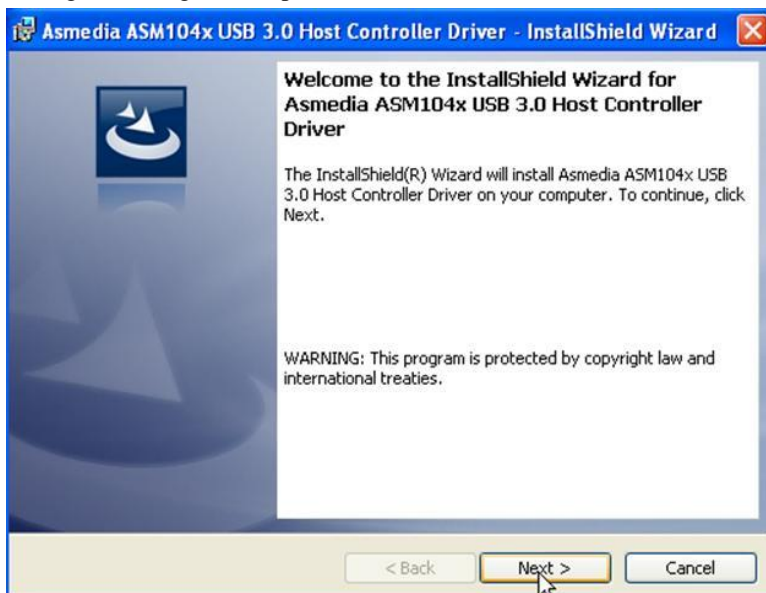 Asmedia ASM104x USB 3.0 Host Controller Driver - InstallShield Wizard
Welcome to the InstallShield Wizard for
Asmedia ASM104x USB 3.0 Host Controller
Driver
The InstallShield(R) Wizard will install Asmedia ASM104x USB
3.0 Host Controller Driver on your computer. To continue, click
Next.
WARNING: This program is protected by copyright law and
international treaties.
< Back
Next >
Cancel